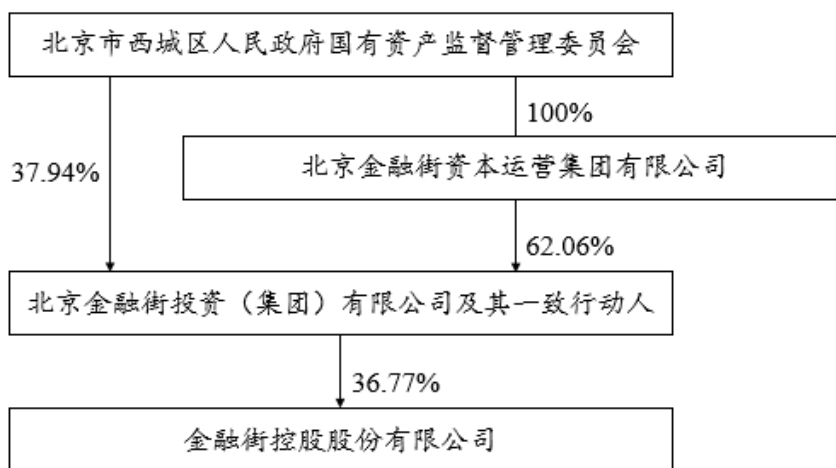 北京市西城区人民政府国有资产监督管理委员会
100%
37.94%
北京金融街资本运营集团有限公司
62.06%
北京金融街投资（集团）有限公司及其一致行动人
36.77%
金融街控股股份有限公司